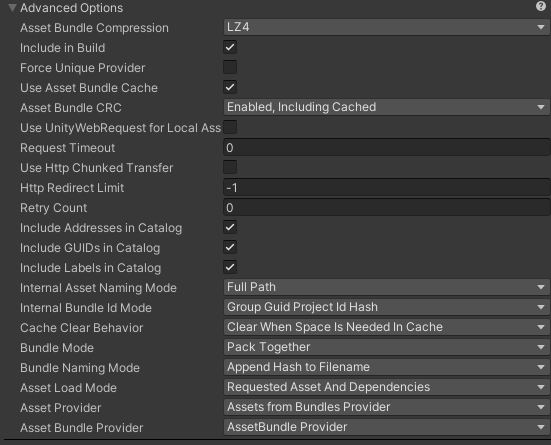 Advanced Options
Asset Bundle Compression LZ4
Include in Build
Force Unique Provider
Use Asset Bundle Cache
Asset Bundle CRC Enabled, Including Cached
Use UnityWebRequest for Local Ass
Request Timeout 0
Use Http Chunked Transfer
Http Redirect Limit -1
Retry Count 0
Include Addresses in Catalog
Include GUIDs in Catalog
Include Labels in Catalog
Internal Asset Naming Mode Full Path
Internal Bundle Id Mode Group Guid Project Id Hash
Cache Clear Behavior Clear When Space Is Needed In Cache
Bundle Mode Pack Together
Bundle Naming Mode Append Hash to Filename
Asset Load Mode Requested Asset And Dependencies
Asset Provider Assets from Bundles Provider
Asset Bundle Provider AssetBundle Provider